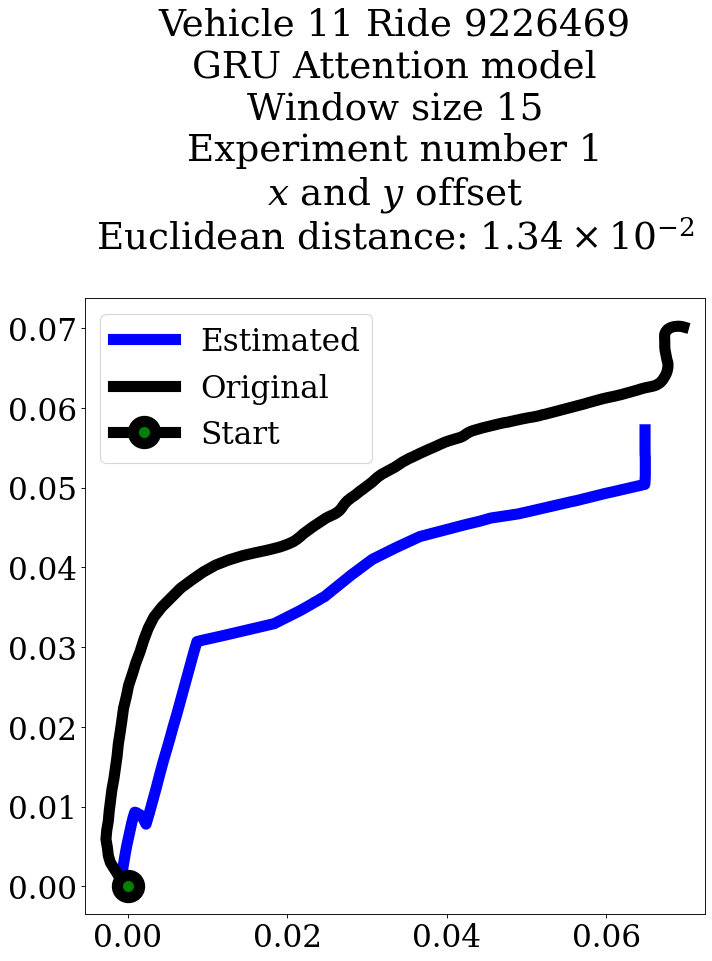 Vehicle 11 Ride 9226469
GRU Attention model
Window size 15
Experiment number 1
x and y offset
Euclidean distance: 1.34 × 10⁻²
Estimated
Original
Start
0.07
0.06
0.05
0.04
0.03
0.02
0.01
0.00
0.00 0.02 0.04 0.06